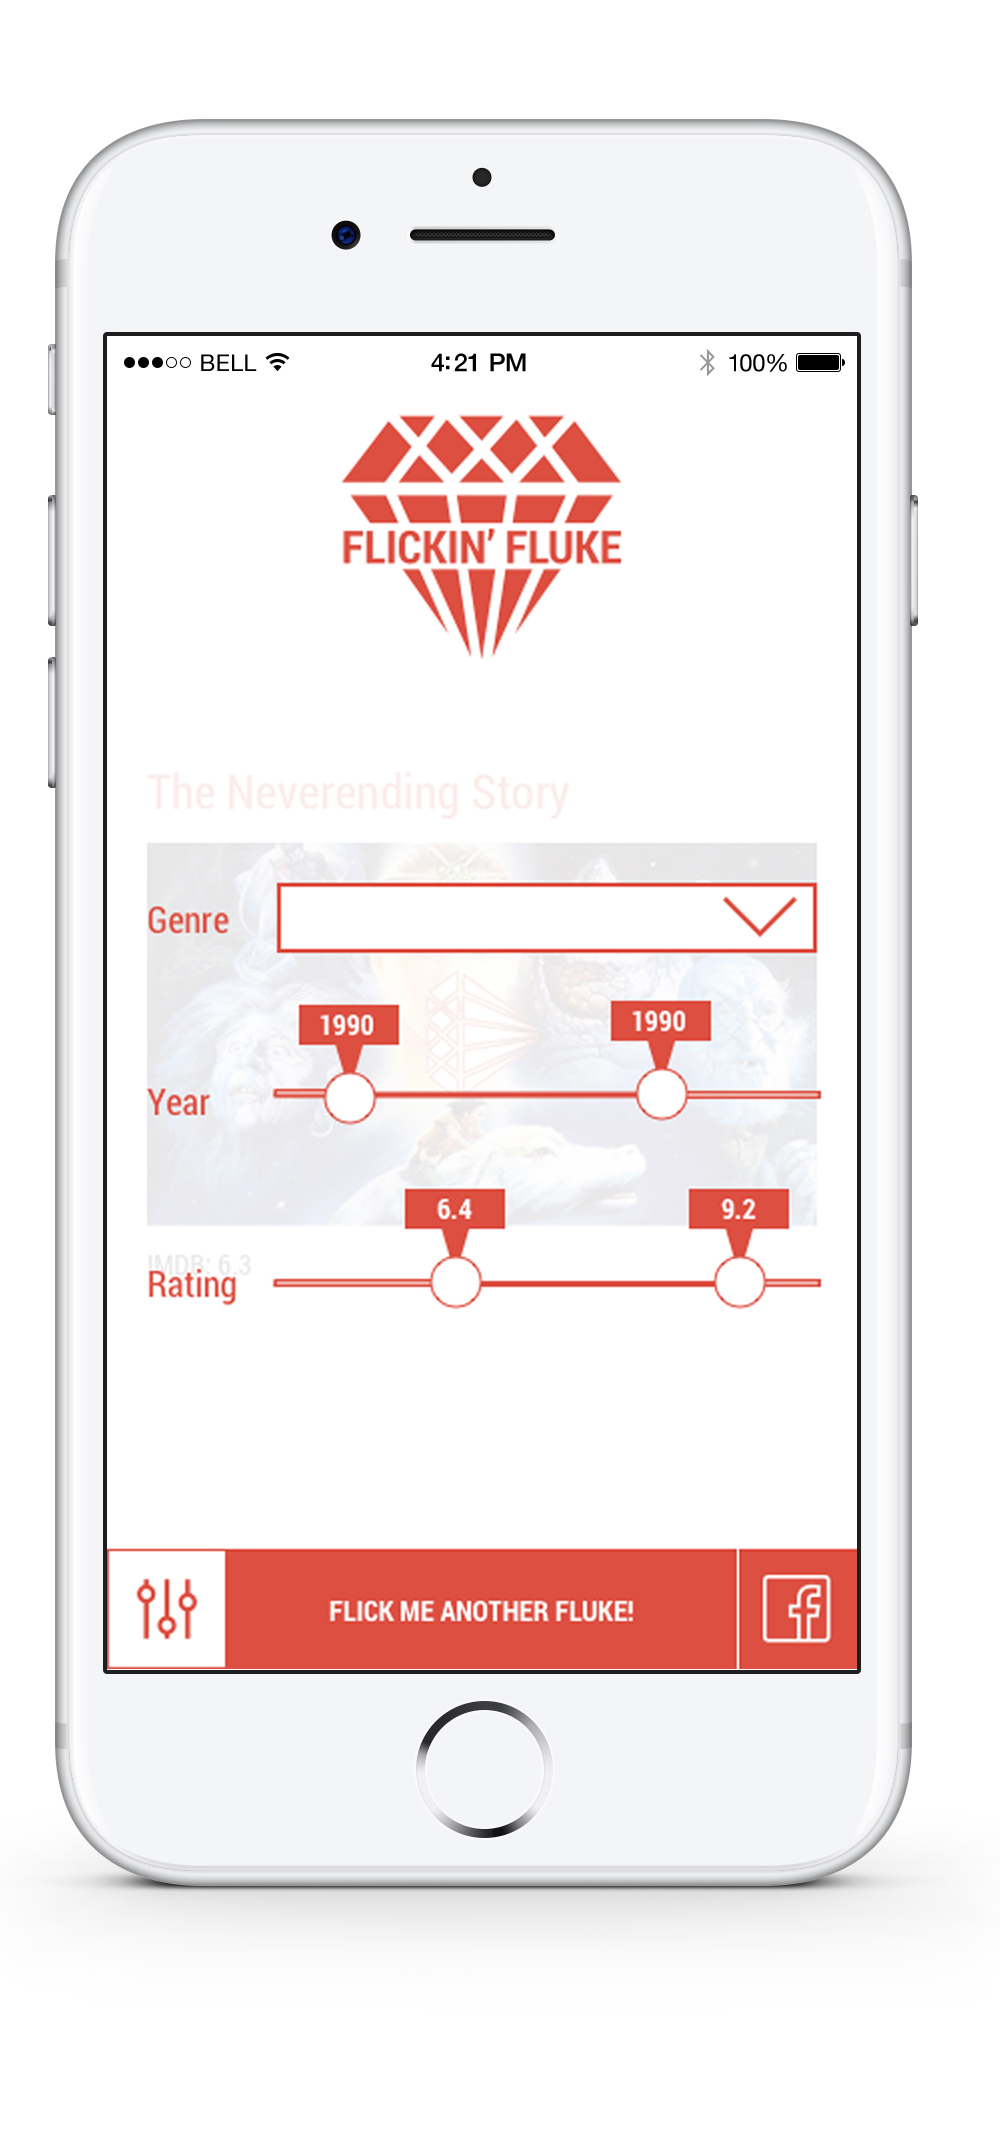 BELL 4:21 PM 100%
FLICKIN’ FLUKE
The Neverending Story
Genre
1990 1990
Year
6.4 9.2
IMDB: 6.3
Rating
FLICK ME ANOTHER FLUKE!